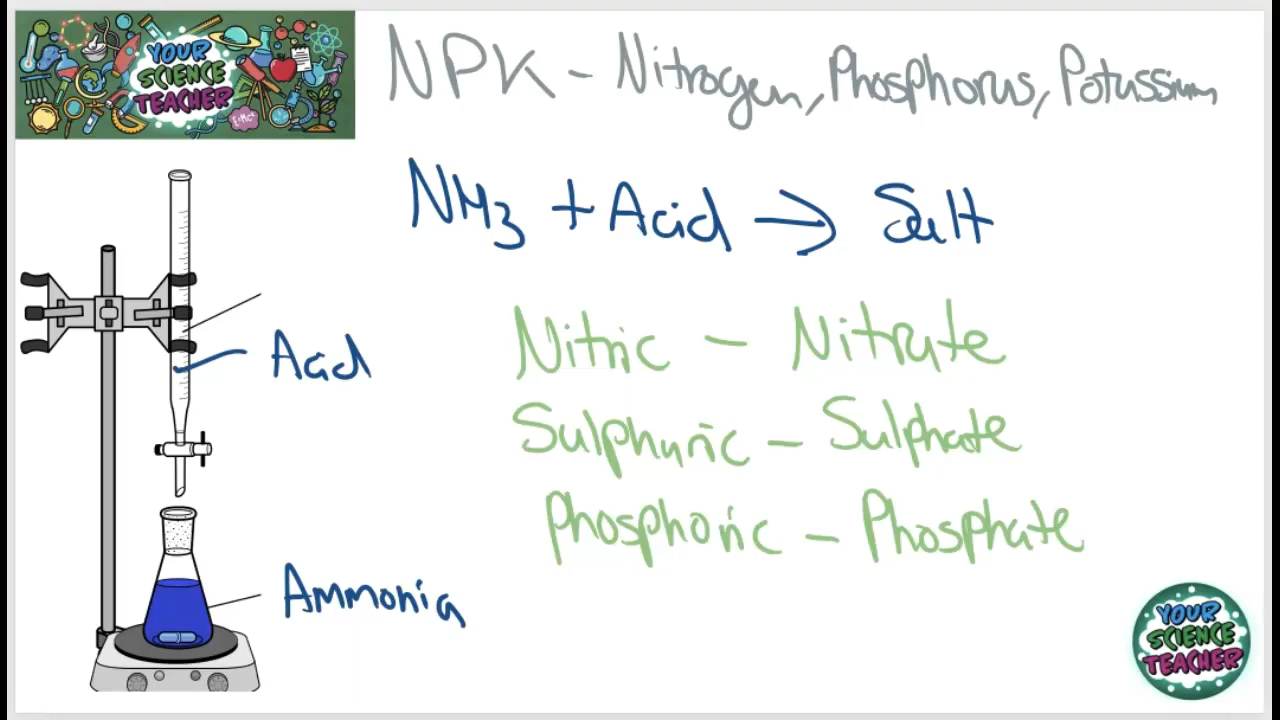 YOUR
SCIENCE
TEACHER
NPK - Nitrogen, Phosphorus, Potassium
NH3 + Acid → Salt
Acid
Nitric - Nitrate
Sulphuric - Sulphate
Phosphoric - Phosphate
Ammonia
YOUR
SCIENCE
TEACHER